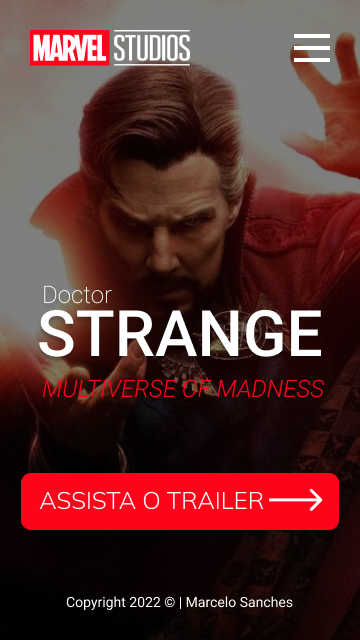 MARVEL STUDIOS
Doctor
STRANGE
MULTIVERSE OF MADNESS
ASSISTA O TRAILER
Copyright 2022 © | Marcelo Sanches